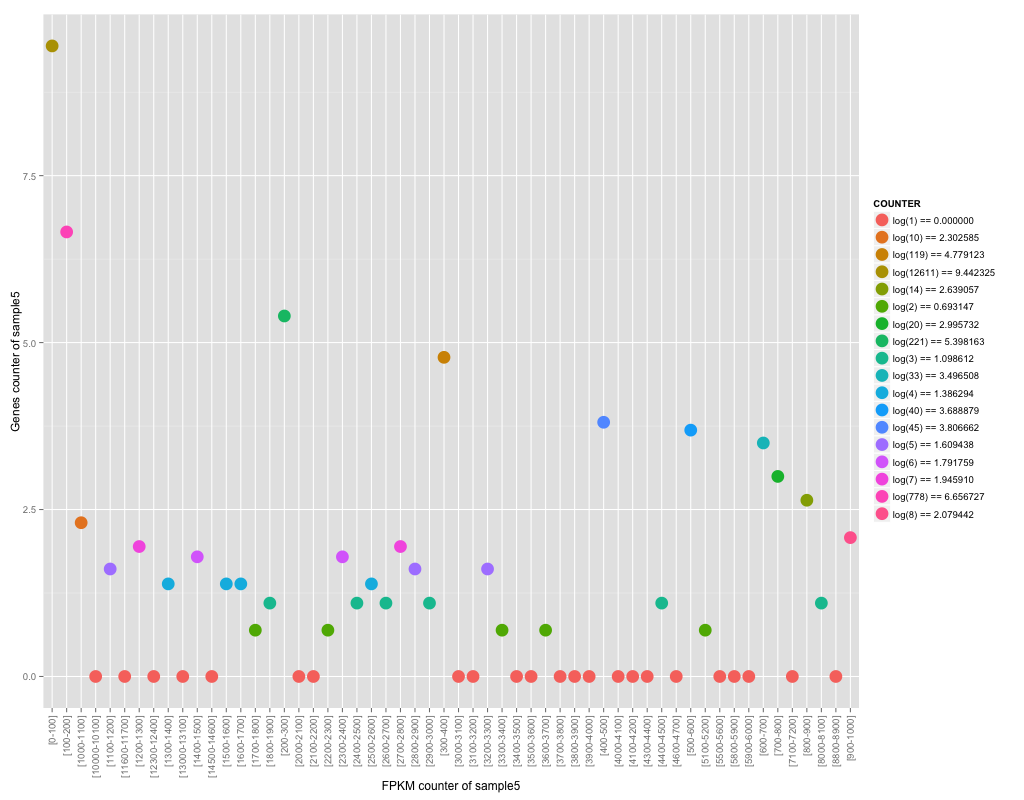 7.5
5.0
2.5
0.0
Genes counter of sample5
[0-100]
[100-200]
[1000-1100]
[10000-10100]
[1100-1200]
[11600-11700]
[1200-1300]
[12300-12400]
[1300-1400]
[13000-13100]
[1400-1500]
[14500-14600]
[1500-1600]
[1600-1700]
[1700-1800]
[1800-1900]
[200-300]
[2000-2100]
[2100-2200]
[2200-2300]
[2300-2400]
[2400-2500]
[2500-2600]
[2600-2700]
[2700-2800]
[2800-2900]
[2900-3000]
[300-400]
[3000-3100]
[3100-3200]
[3200-3300]
[3300-3400]
[3400-3500]
[3500-3600]
[3600-3700]
[3700-3800]
[3800-3900]
[3900-4000]
[400-500]
[4000-4100]
[4100-4200]
[4300-4400]
[4400-4500]
[4600-4700]
[500-600]
[5100-5200]
[5500-5600]
[5800-5900]
[5900-6000]
[600-700]
[700-800]
[7100-7200]
[800-900]
[8000-8100]
[8800-8900]
[900-1000]
FPKM counter of sample5
COUNTER
log(1) == 0.000000
log(10) == 2.302585
log(119) == 4.779123
log(12611) == 9.442325
log(14) == 2.639057
log(2) == 0.693147
log(20) == 2.995732
log(221) == 5.398163
log(3) == 1.098612
log(33) == 3.496508
log(4) == 1.386294
log(40) == 3.688879
log(45) == 3.806662
log(5) == 1.609438
log(6) == 1.791759
log(7) == 1.945910
log(778) == 6.656727
log(8) == 2.079442